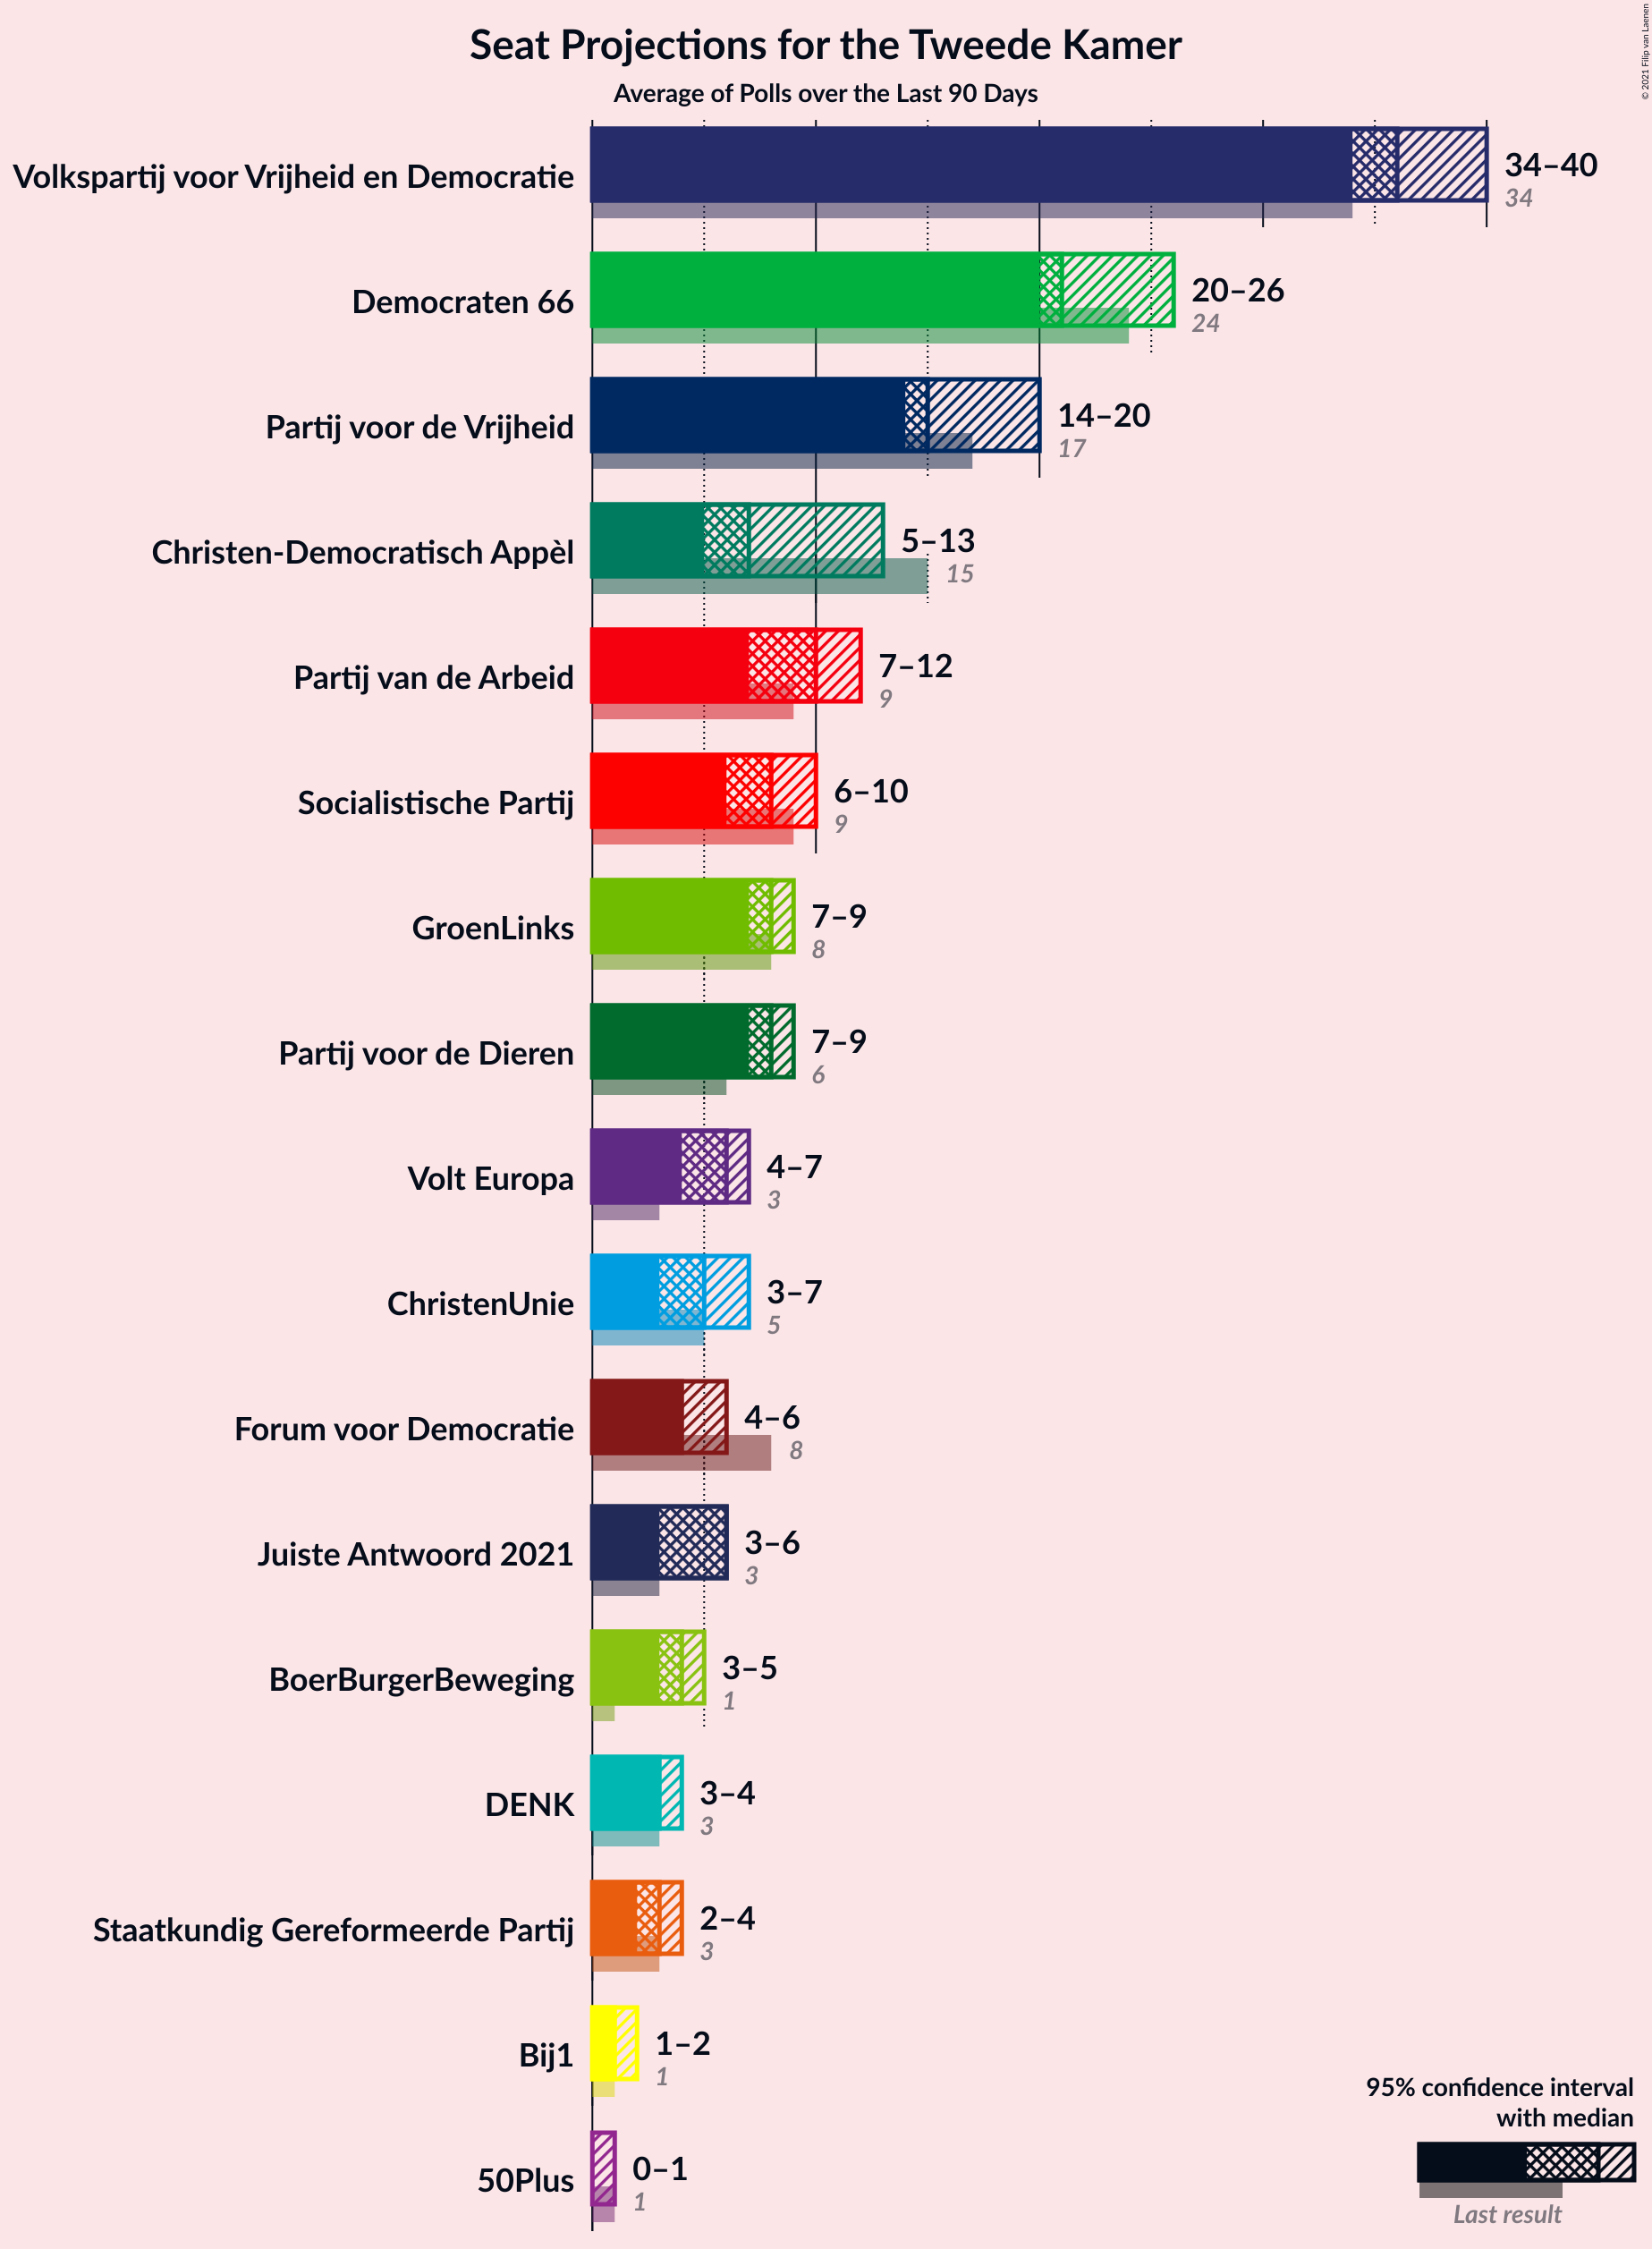 Seat Projections for the Tweede Kamer
Average of Polls over the Last 90 Days
© 2021 Filip van Laenen
Volkspartij voor Vrijheid en Democratie
34–40
34
Democraten 66
20–26
24
Partij voor de Vrijheid
14–20
17
Christen-Democratisch Appèl
5–13
15
Partij van de Arbeid
7–12
9
Socialistische Partij
6–10
9
GroenLinks
7–9
8
Partij voor de Dieren
7–9
6
Volt Europa
4–7
3
ChristenUnie
3–7
5
Forum voor Democratie
4–6
8
Juiste Antwoord 2021
3–6
3
BoerBurgerBeweging
3–5
1
DENK
3–4
3
Staatkundig Gereformeerde Partij
2–4
3
Bij1
1–2
1
50Plus
0–1
1
95% confidence interval
with median
Last result